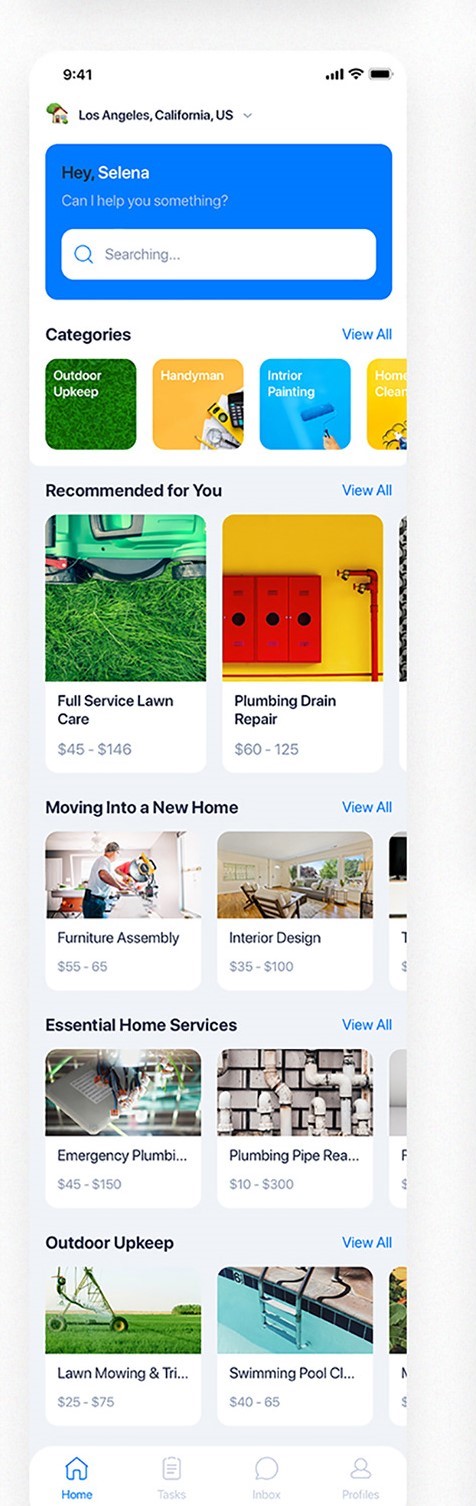 9:41
Los Angeles, California, US
Hey, Selena
Can I help you something?
Searching...
Categories View All
Outdoor Upkeep
Handyman
Intrior Painting
Home
Clean
Recommended for You View All
Full Service Lawn
Care
$45 - $146
Plumbing Drain
Repair
$60 - 125
Moving Into a New Home View All
Furniture Assembly
$55 - 65
Interior Design
$35 - $100
Essential Home Services View All
Emergency Plumbi...
$45 - $150
Plumbing Pipe Rea...
$10 - $300
Outdoor Upkeep View All
Lawn Mowing & Tri...
$25 - $75
Swimming Pool Cl...
$40 - 65
Home Tasks Inbox Profiles